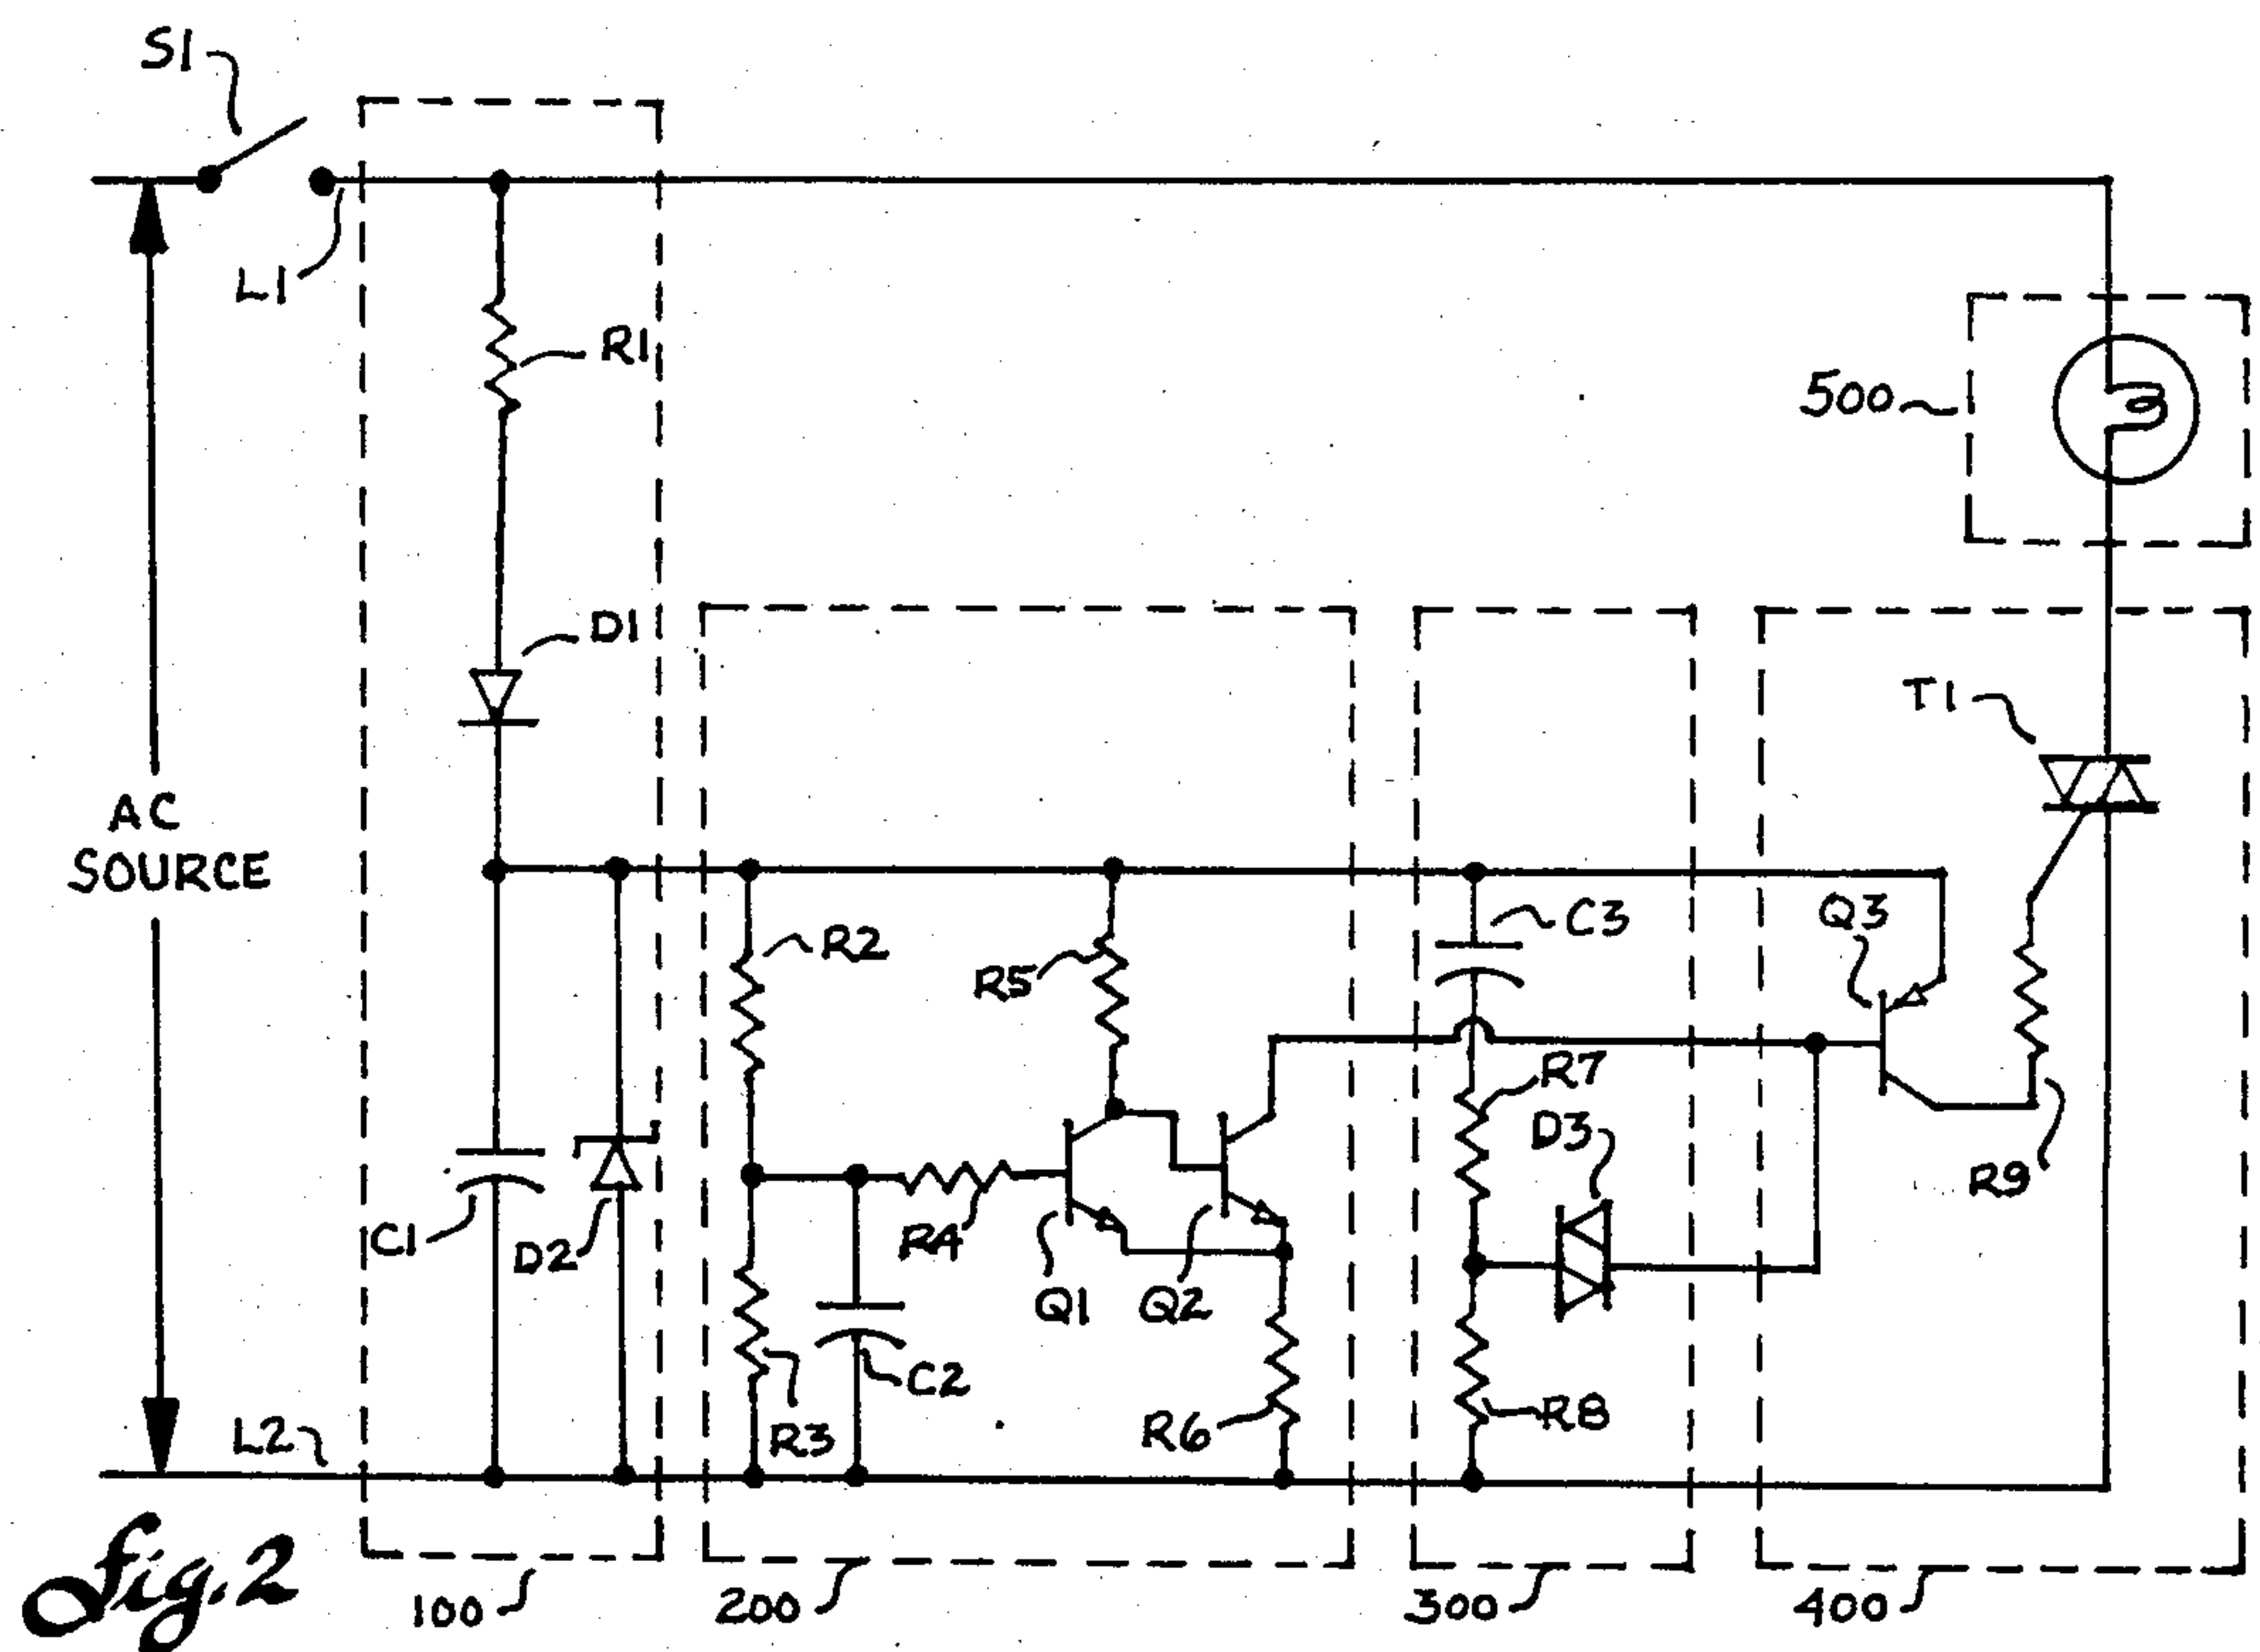 S1
L1
R1
500
D1
T1
AC
SOURCE
R2
R5
C3
Q3
R7
D3
R9
C1
D2
R4
Q1
Q2
C2
L2
R3
R6
R8
Fig. 2
100
200
300
400